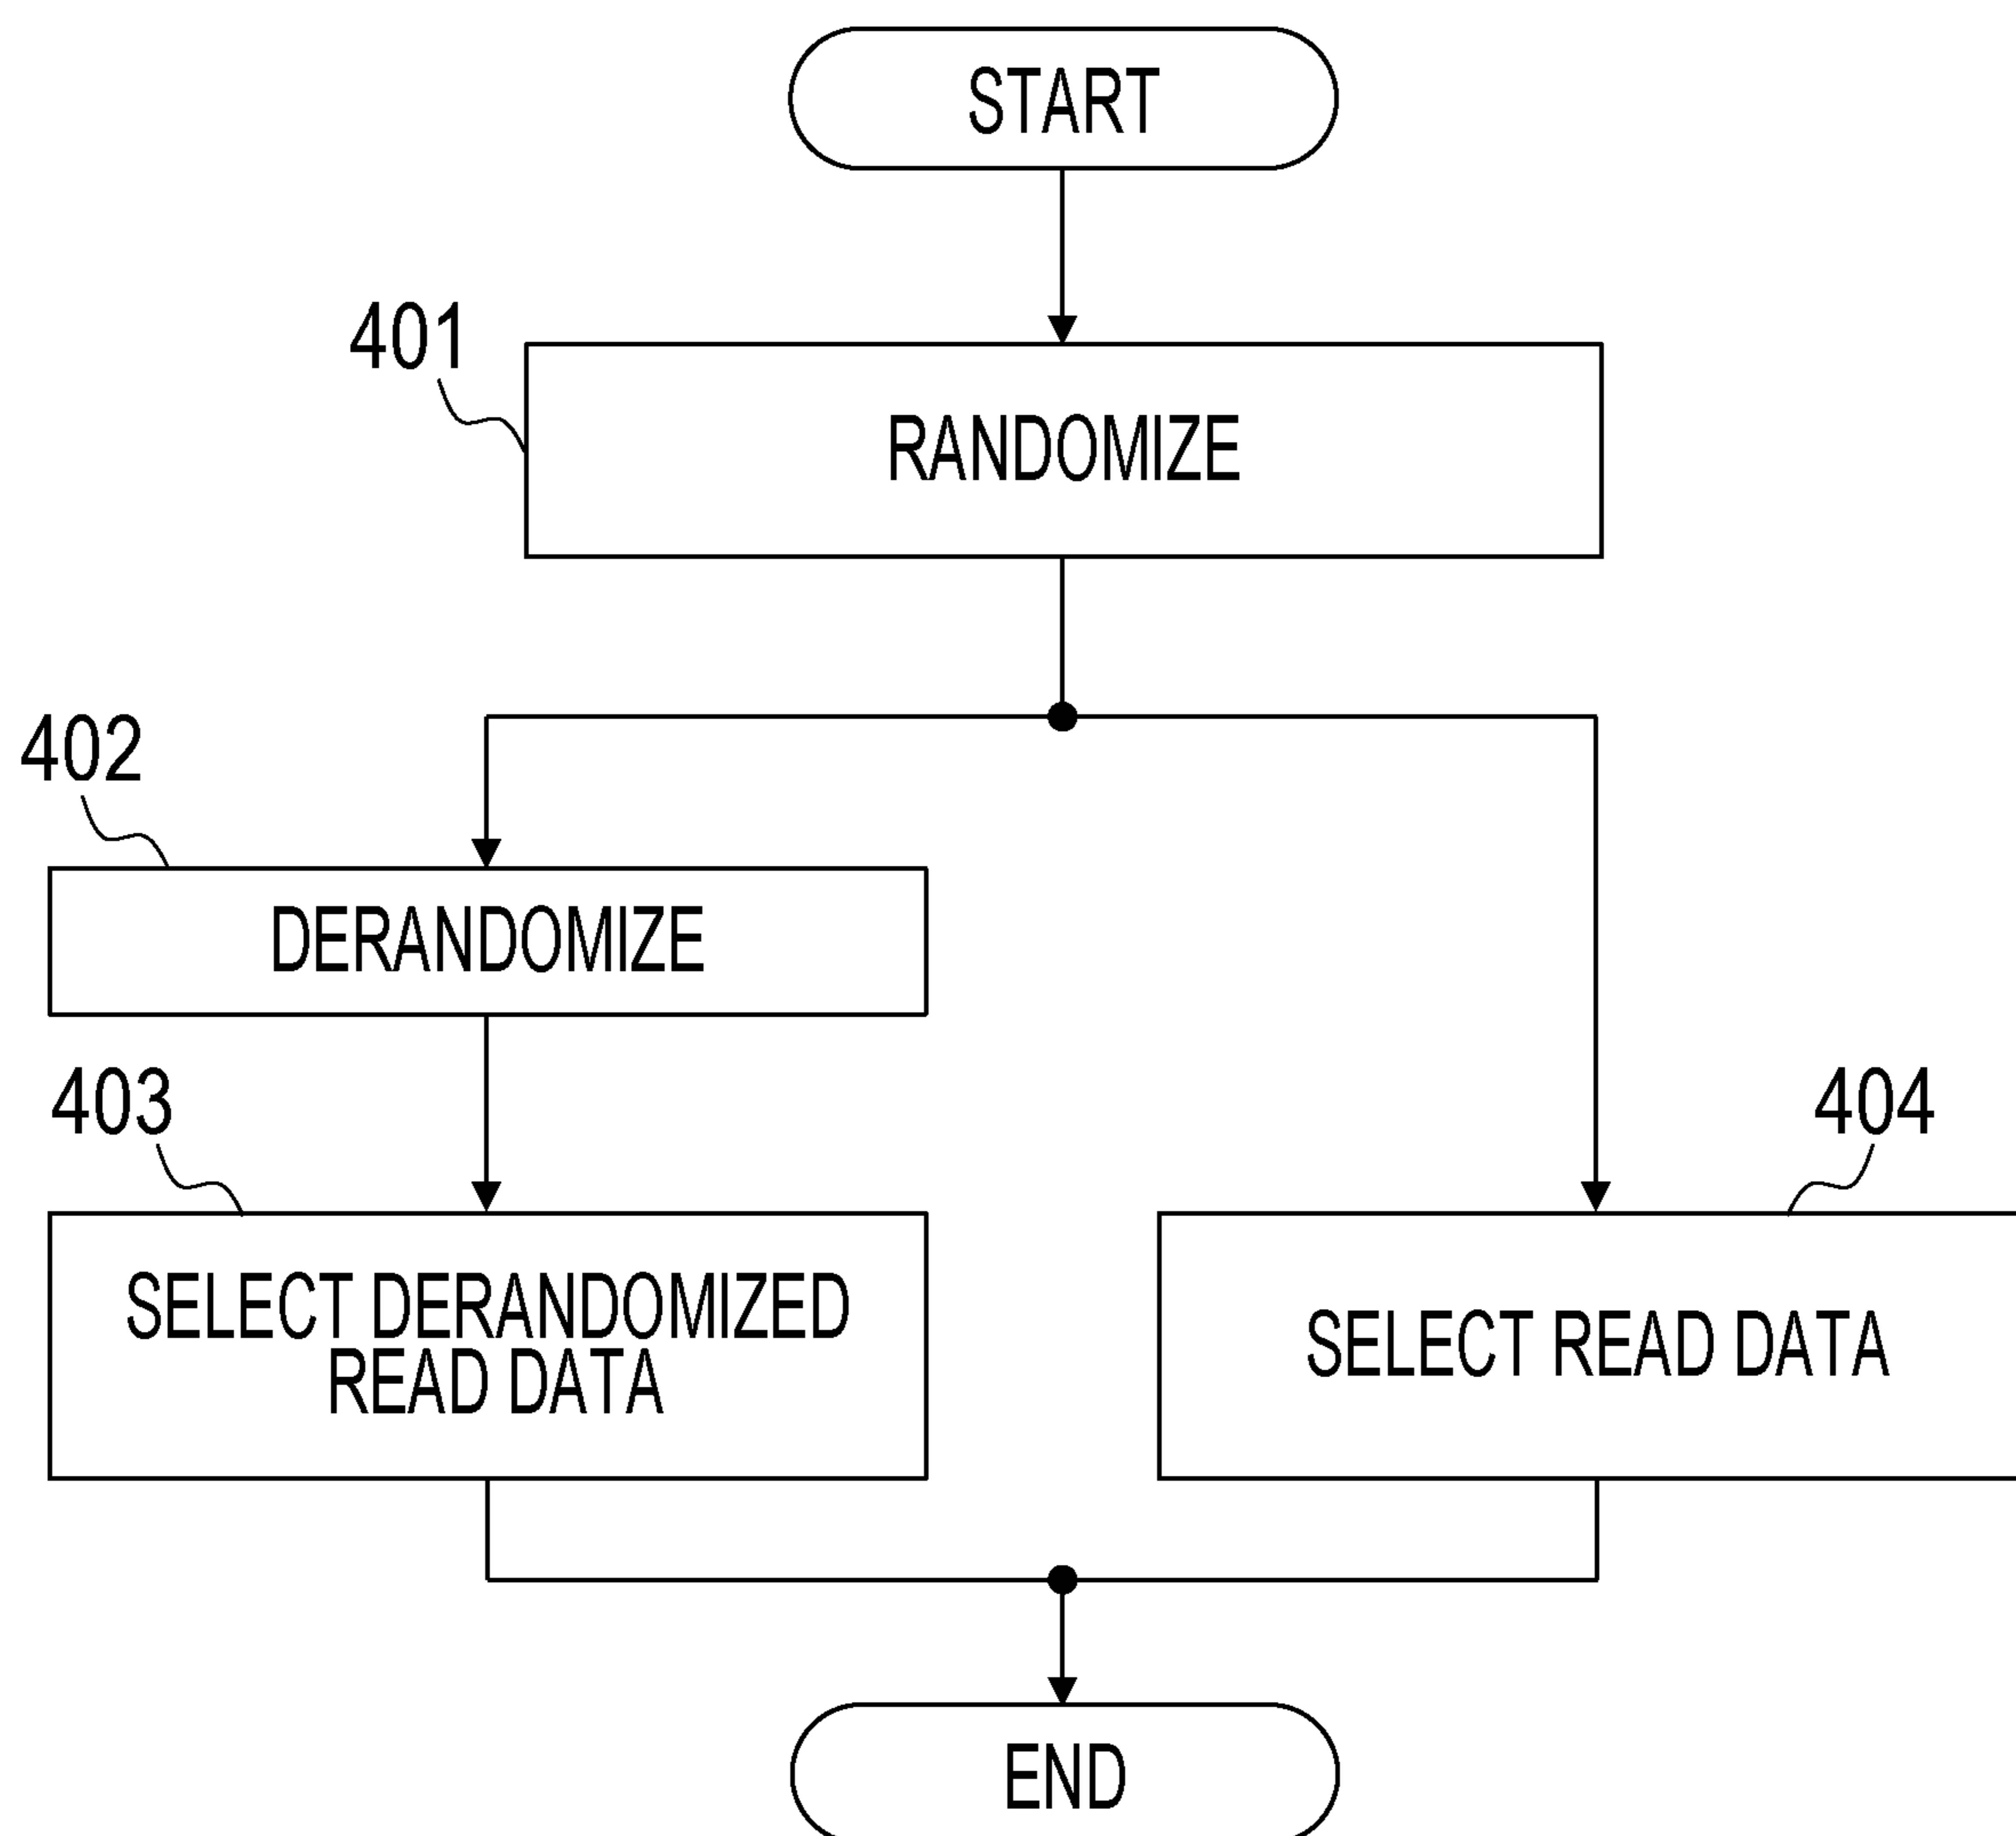 START
401
RANDOMIZE
402
DERANDOMIZE
403
404
SELECT DERANDOMIZED
READ DATA
SELECT READ DATA
END